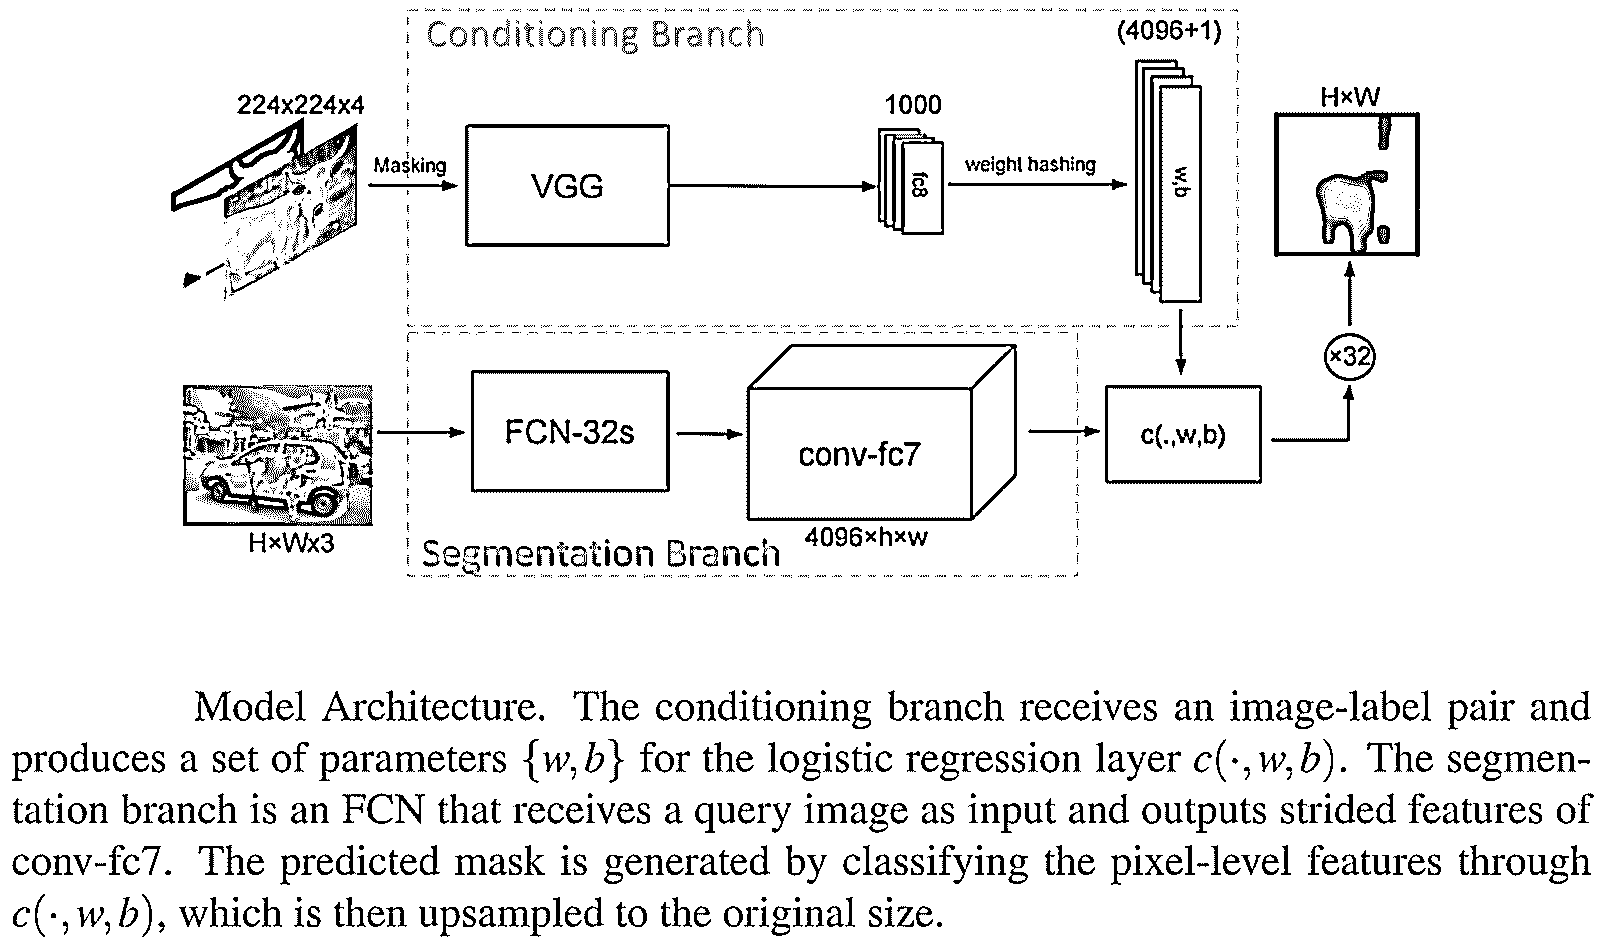 Conditioning Branch
(4096+1)
224x224x4
1000
H×W
Masking
VGG
fc8
weight hashing
w,b
×32
FCN-32s
conv-fc7
c(.,w,b)
4096×h×w
H×Wx3
Segmentation Branch
Model Architecture. The conditioning branch receives an image-label pair and
produces a set of parameters {w,b} for the logistic regression layer c(·,w,b). The segmen-
tation branch is an FCN that receives a query image as input and outputs strided features of
conv-fc7. The predicted mask is generated by classifying the pixel-level features through
c(·,w,b), which is then upsampled to the original size.